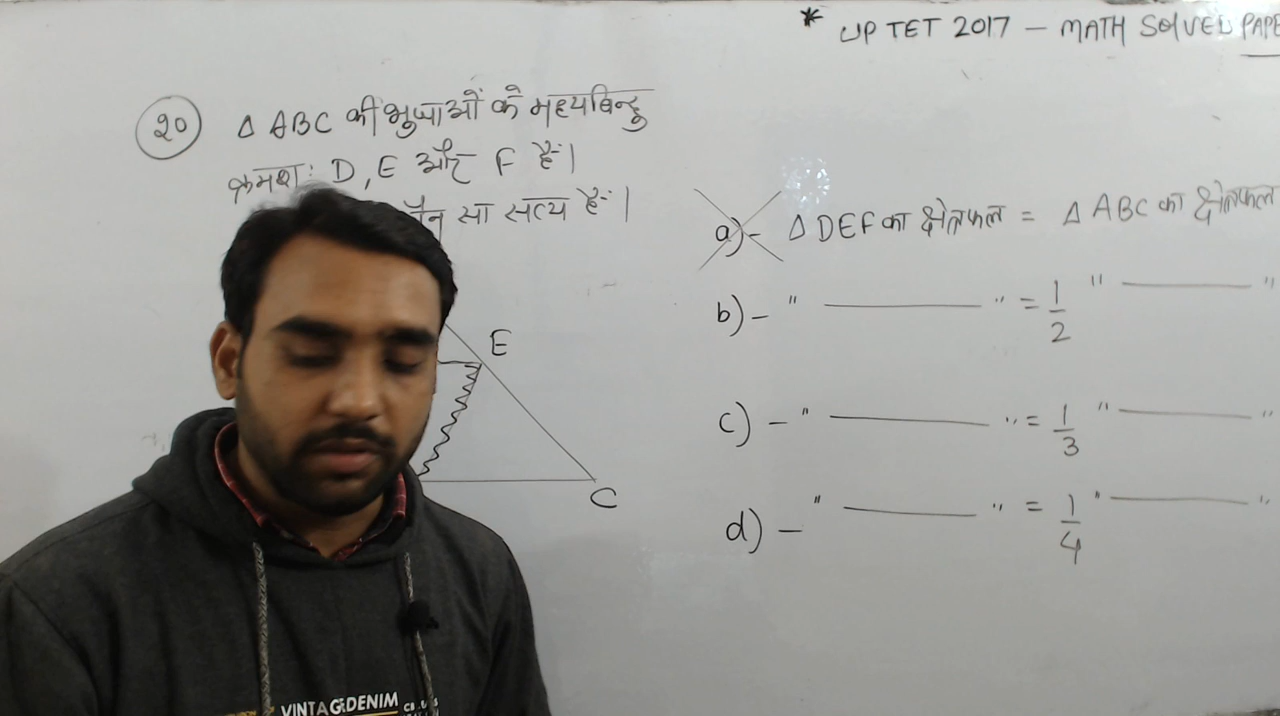 * UP TET 2017 – MATH SOLVED PAPE
20 Δ ABC की भुजाओं के मध्यबिन्दु
क्रमशः D, E और F हैं।
सा सत्य हैं।
E
C
a) – Δ DEF का क्षेत्रफल = Δ ABC का क्षेत्रफल
b) – " ——— " = 1/2 " ——— "
c) – " ——— " = 1/3 " ——— "
d) – " ——— " = 1/4 " ——— "
VINTAGE DENIM